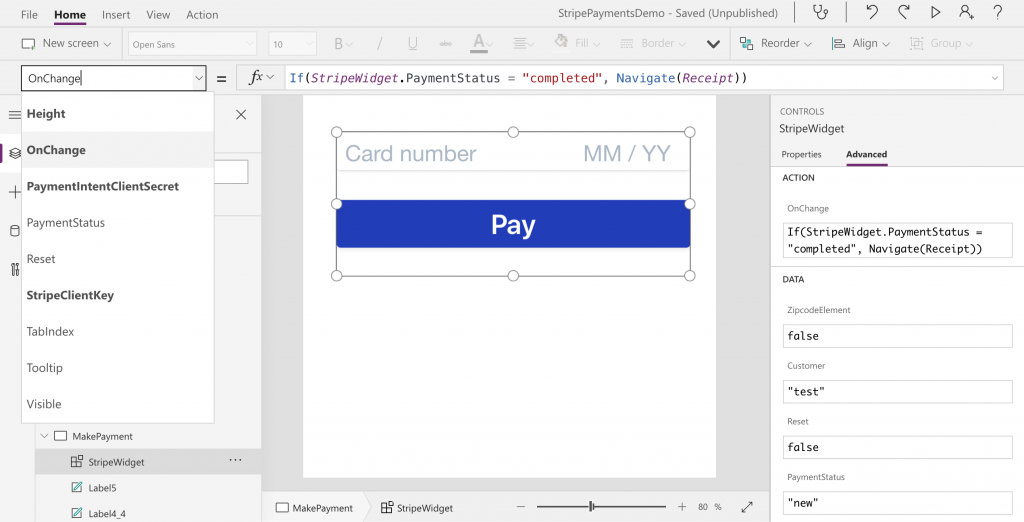 File Home Insert View Action
StripePaymentsDemo - Saved (Unpublished)
New screen Open Sans 10 B / U abc A Fill Border Reorder Align Group
OnChange = fx If(StripeWidget.PaymentStatus = "completed", Navigate(Receipt))
Height
OnChange
PaymentIntentClientSecret
PaymentStatus
Reset
StripeClientKey
TabIndex
Tooltip
Visible
MakePayment
StripeWidget ...
Label5
Label4_4
Card number MM / YY
Pay
MakePayment StripeWidget
80 %
CONTROLS
StripeWidget
Properties Advanced
ACTION
OnChange
If(StripeWidget.PaymentStatus =
"completed", Navigate(Receipt))
DATA
ZipcodeElement
false
Customer
"test"
Reset
false
PaymentStatus
"new"